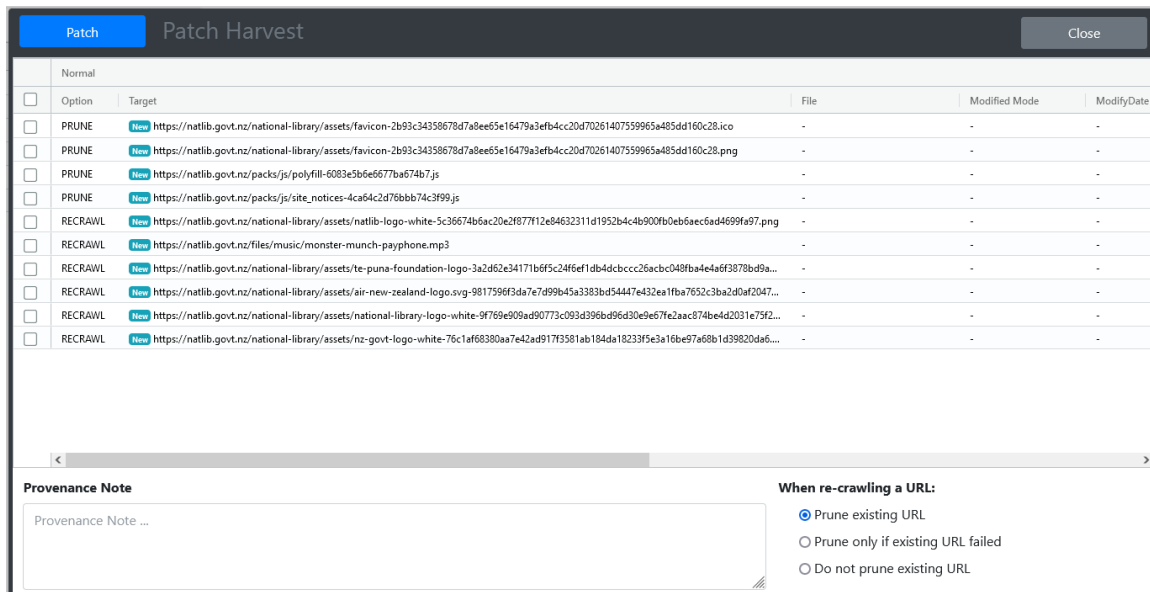 Patch Patch Harvest Close
Normal
Option Target File Modified Mode ModifyDate
PRUNE New https://natlib.govt.nz/national-library/assets/favicon-2b93c34358678d7a8ee65e16479a3efb4cc20d70261407559965a485dd160c28.ico - - -
PRUNE New https://natlib.govt.nz/national-library/assets/favicon-2b93c34358678d7a8ee65e16479a3efb4cc20d70261407559965a485dd160c28.png - - -
PRUNE New https://natlib.govt.nz/packs/js/polyfill-6083e5b6e6677ba674b7.js - - -
PRUNE New https://natlib.govt.nz/packs/js/site_notices-4ca64c2d76bbb74c3f99.js - - -
RECRAWL New https://natlib.govt.nz/national-library/assets/natlib-logo-white-5c36674b6ac20e2f877f12e84632311d1952b4c4b900fb0eb6aec6ad4699fa97.png - - -
RECRAWL New https://natlib.govt.nz/files/music/monster-munch-payphone.mp3 - - -
RECRAWL New https://natlib.govt.nz/national-library/assets/te-puna-foundation-logo-3a2d62e34171b6f5c24f6ef1db4dcbccc26acbc048fba4e4a6f3878bd9a... - - -
RECRAWL New https://natlib.govt.nz/national-library/assets/air-new-zealand-logo.svg-9817596f3da7e7d99b45a3383bd54447e432ea1fba7652c3ba2d0af2047... - - -
RECRAWL New https://natlib.govt.nz/national-library/assets/national-library-logo-white-9f769e909ad90773c093d396bd96d30e9e67fe2aac874be4d2031e75f2... - - -
RECRAWL New https://natlib.govt.nz/national-library/assets/nz-govt-logo-white-76c1af68380aa7e42ad917f3581ab184da18233f5e3a16be97a68b1d39820da6.... - - -
Provenance Note When re-crawling a URL:
Provenance Note ... Prune existing URL
Prune only if existing URL failed
Do not prune existing URL